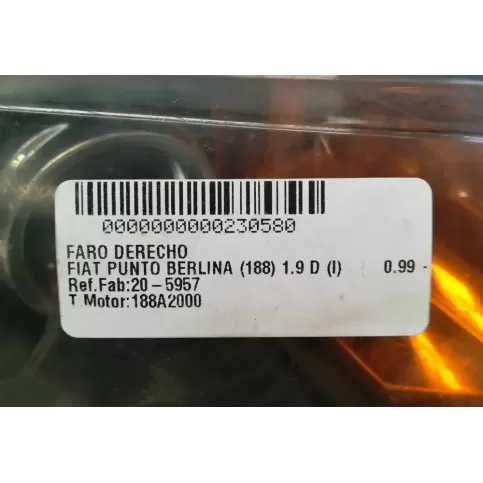 0000000000230580
FARO DERECHO
FIAT PUNTO BERLINA (188) 1.9 D (I) 0.99 -
Ref.Fab:20-5957
T.Motor:188A2000